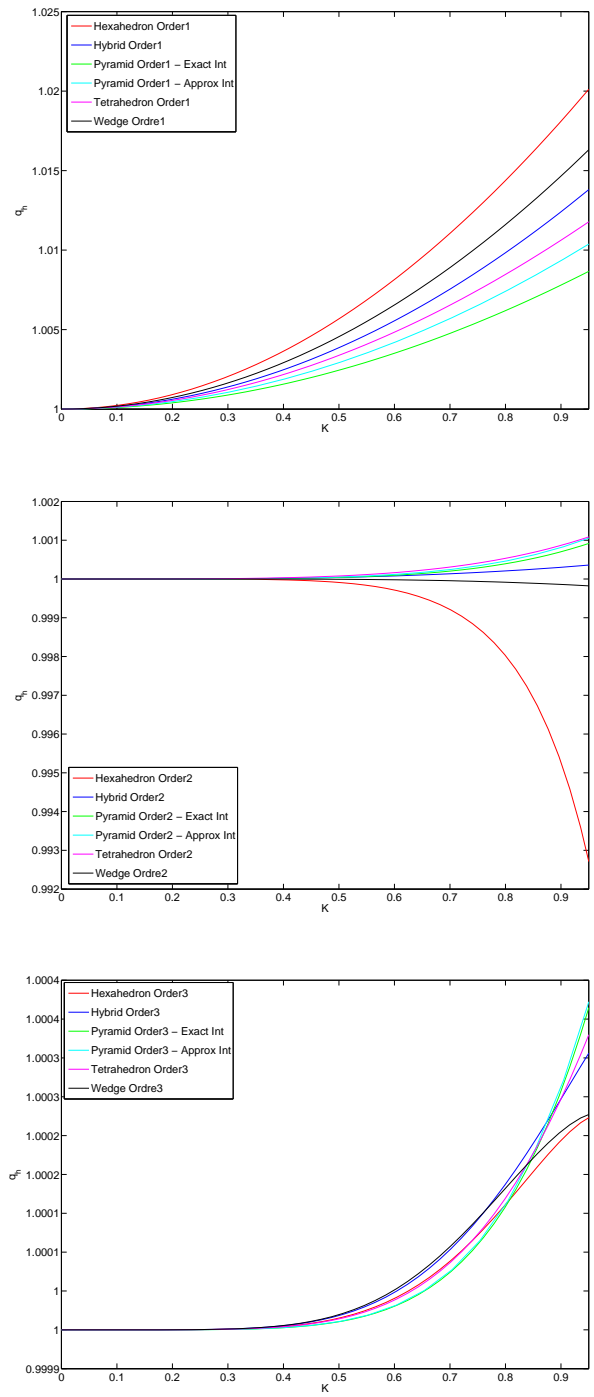 1.025
Hexahedron Order1
Hybrid Order1
Pyramid Order1 − Exact Int
Pyramid Order1 − Approx Int
Tetrahedron Order1
Wedge Ordre1
1.02
1.015
q_h
1.01
1.005
1
0 0.1 0.2 0.3 0.4 0.5 0.6 0.7 0.8 0.9
K
1.002
1.001
1
0.999
0.998
0.997
q_h
0.996
0.995
0.994
0.993
0.992
Hexahedron Order2
Hybrid Order2
Pyramid Order2 − Exact Int
Pyramid Order2 − Approx Int
Tetrahedron Order2
Wedge Ordre2
0 0.1 0.2 0.3 0.4 0.5 0.6 0.7 0.8 0.9
K
1.0004
Hexahedron Order3
Hybrid Order3
Pyramid Order3 − Exact Int
Pyramid Order3 − Approx Int
Tetrahedron Order3
Wedge Ordre3
1.0004
1.0003
1.0003
1.0002
q_h
1.0002
1.0001
1.0001
1
1
0.9999
0 0.1 0.2 0.3 0.4 0.5 0.6 0.7 0.8 0.9
K